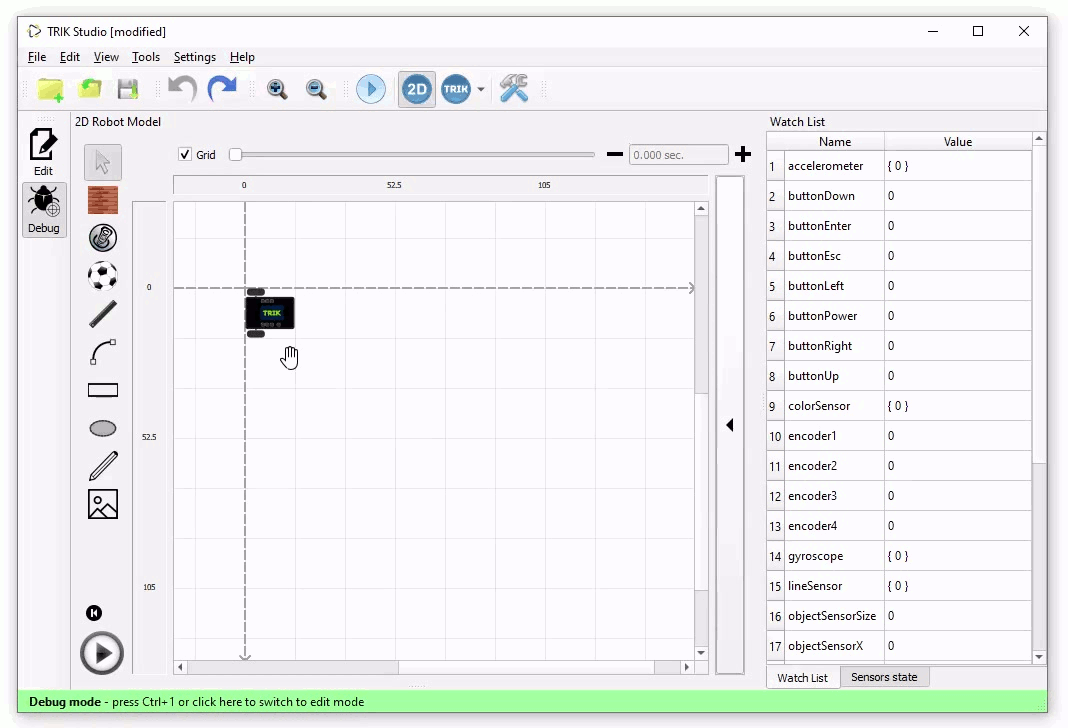 TRIK Studio [modified]
File Edit View Tools Settings Help
2D TRIK
2D Robot Model
Watch List
Edit
Debug
Grid
0.000 sec.
0 52.5 105
0
52.5
105
TRIK
Name Value
1 accelerometer { 0 }
2 buttonDown 0
3 buttonEnter 0
4 buttonEsc 0
5 buttonLeft 0
6 buttonPower 0
7 buttonRight 0
8 buttonUp 0
9 colorSensor { 0 }
10 encoder1 0
11 encoder2 0
12 encoder3 0
13 encoder4 0
14 gyroscope { 0 }
15 lineSensor { 0 }
16 objectSensorSize 0
17 objectSensorX 0
Watch List Sensors state
Debug mode - press Ctrl+1 or click here to switch to edit mode